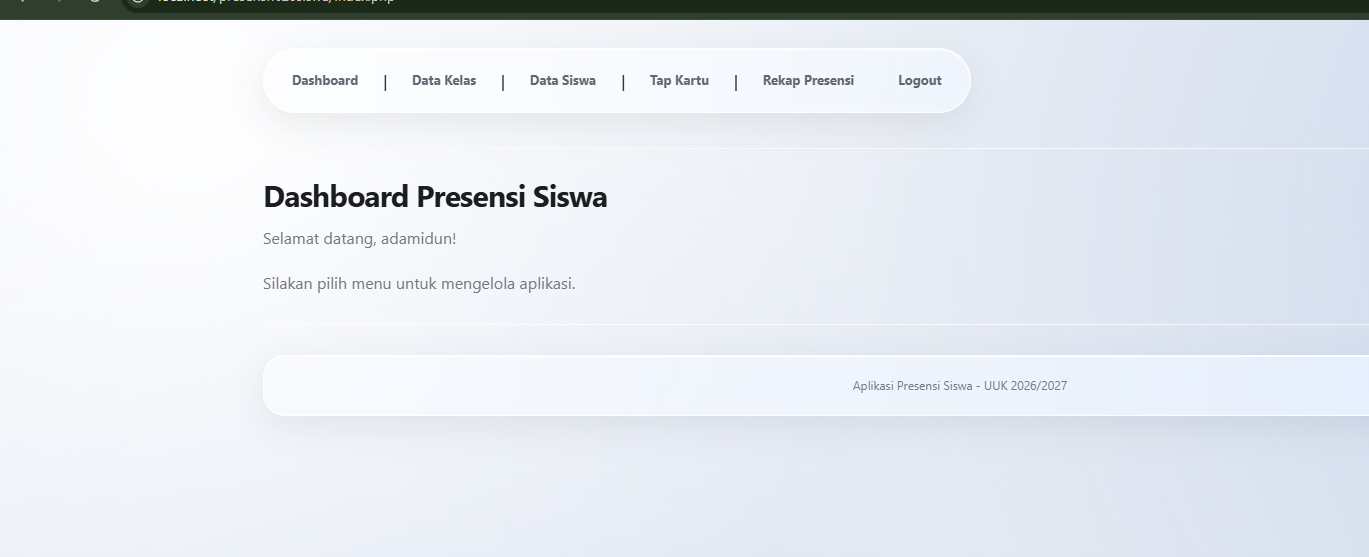 Dashboard | Data Kelas | Data Siswa | Tap Kartu | Rekap Presensi Logout
Dashboard Presensi Siswa
Selamat datang, adamidun!
Silakan pilih menu untuk mengelola aplikasi.
Aplikasi Presensi Siswa - UUK 2026/2027